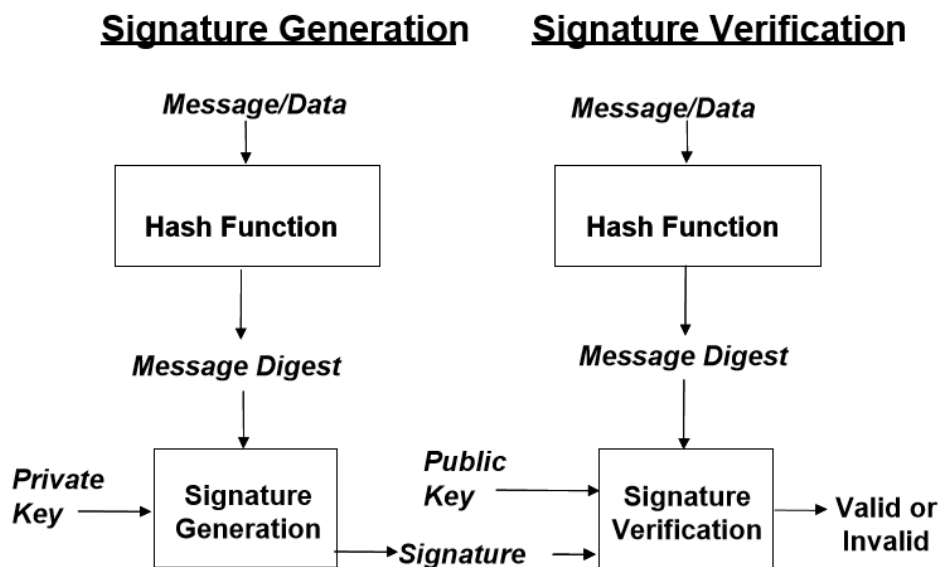 Signature Generation
Signature Verification
Message/Data
Hash Function
Message Digest
Private
Key
Signature
Generation
Message/Data
Hash Function
Message Digest
Public
Key
Signature
Signature
Verification
Valid or
Invalid